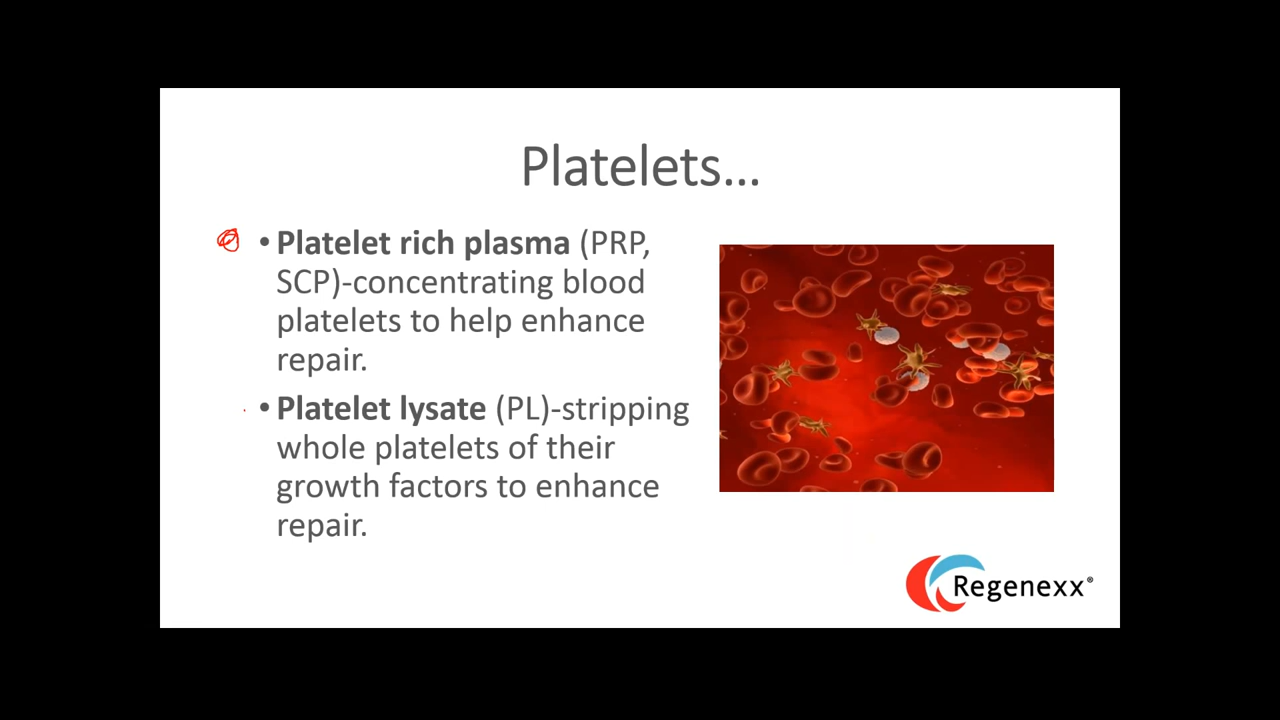 Platelets...
• Platelet rich plasma (PRP,
SCP)-concentrating blood
platelets to help enhance
repair.
• Platelet lysate (PL)-stripping
whole platelets of their
growth factors to enhance
repair.
Regenexx®